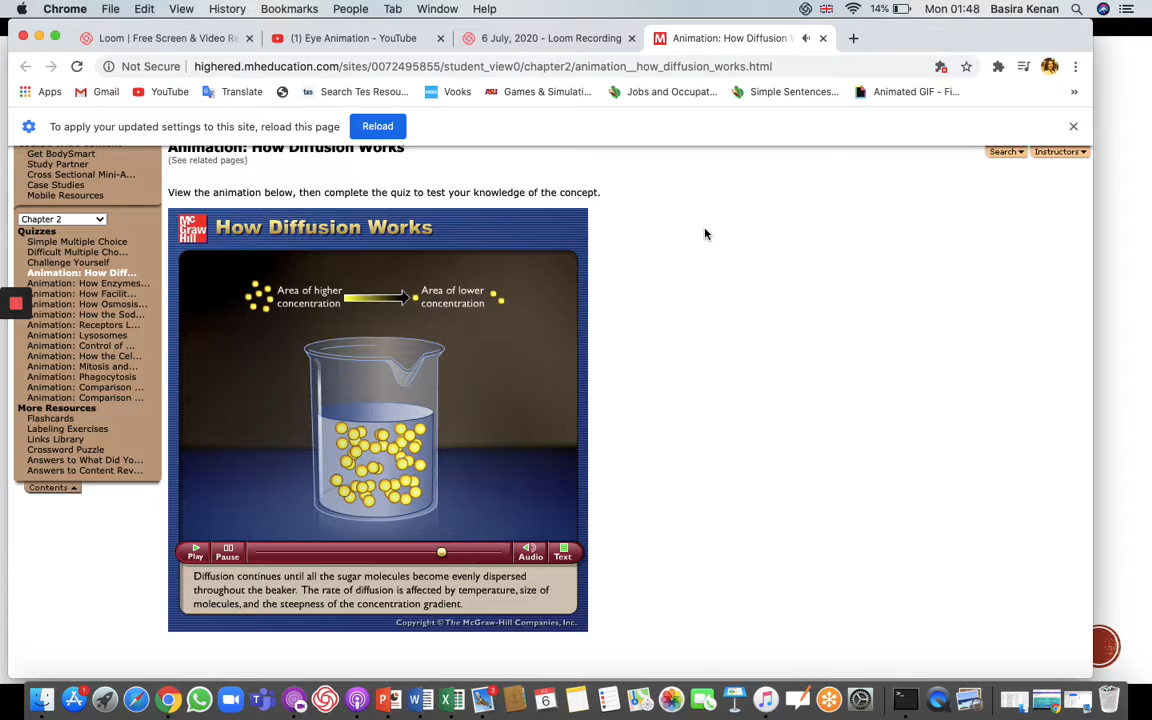 Chrome File Edit View History Bookmarks People Tab Window Help 14% Mon 01:48 Basira Kenan
Loom | Free Screen & Video Re (1) Eye Animation - YouTube 6 July, 2020 - Loom Recording Animation: How Diffusion W
Not Secure highered.mheducation.com/sites/0072495855/student_view0/chapter2/animation__how_diffusion_works.html
Apps Gmail YouTube Translate Search Tes Resou... Vooks Games & Simulati... Jobs and Occupat... Simple Sentences... Animated GIF - Fi... »
To apply your updated settings to this site, reload this page Reload
Animation: How Diffusion Works
(See related pages)
Search Instructors
View the animation below, then complete the quiz to test your knowledge of the concept.
Get BodySmart
Study Partner
Cross Sectional Mini-A...
Case Studies
Mobile Resources
Chapter 2
Quizzes
Simple Multiple Choice
Difficult Multiple Cho...
Challenge Yourself
Animation: How Diff...
Animation: How Enzymes...
Animation: How Facilit...
Animation: How Osmosis...
Animation: How the Sod...
Animation: Receptors L...
Animation: Lysosomes
Animation: Control of ...
Animation: How the Cel...
Animation: Mitosis and...
Animation: Phagocytosis
Animation: Comparison ...
Animation: Comparison ...
More Resources
Flashcards
Labeling Exercises
Links Library
Crossword Puzzle
Answers to What Did Yo...
Answers to Content Rev...
Contents
Mc
Graw
Hill
How Diffusion Works
Area of higher
concentration
Area of lower
concentration
Play Pause Audio Text
Diffusion continues until all the sugar molecules become evenly dispersed
throughout the beaker. The rate of diffusion is affected by temperature, size of
molecules, and the steepness of the concentration gradient.
Copyright © The McGraw-Hill Companies, Inc.